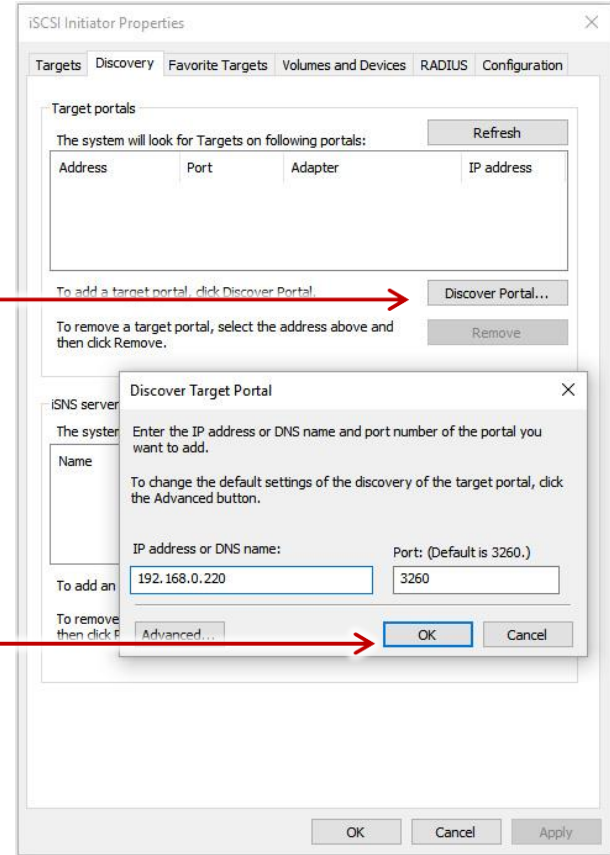 iSCSI Initiator Properties
Targets Discovery Favorite Targets Volumes and Devices RADIUS Configuration
Target portals
The system will look for Targets on following portals:
Refresh
Address Port Adapter IP address
To add a target portal, click Discover Portal.
Discover Portal...
To remove a target portal, select the address above and
then click Remove.
Remove
iSNS server
The system
Name
To add an
To remove
then click
Discover Target Portal
Enter the IP address or DNS name and port number of the portal you
want to add.
To change the default settings of the discovery of the target portal, click
the Advanced button.
IP address or DNS name: Port: (Default is 3260.)
192.168.0.220 3260
Advanced... OK Cancel
OK Cancel Apply